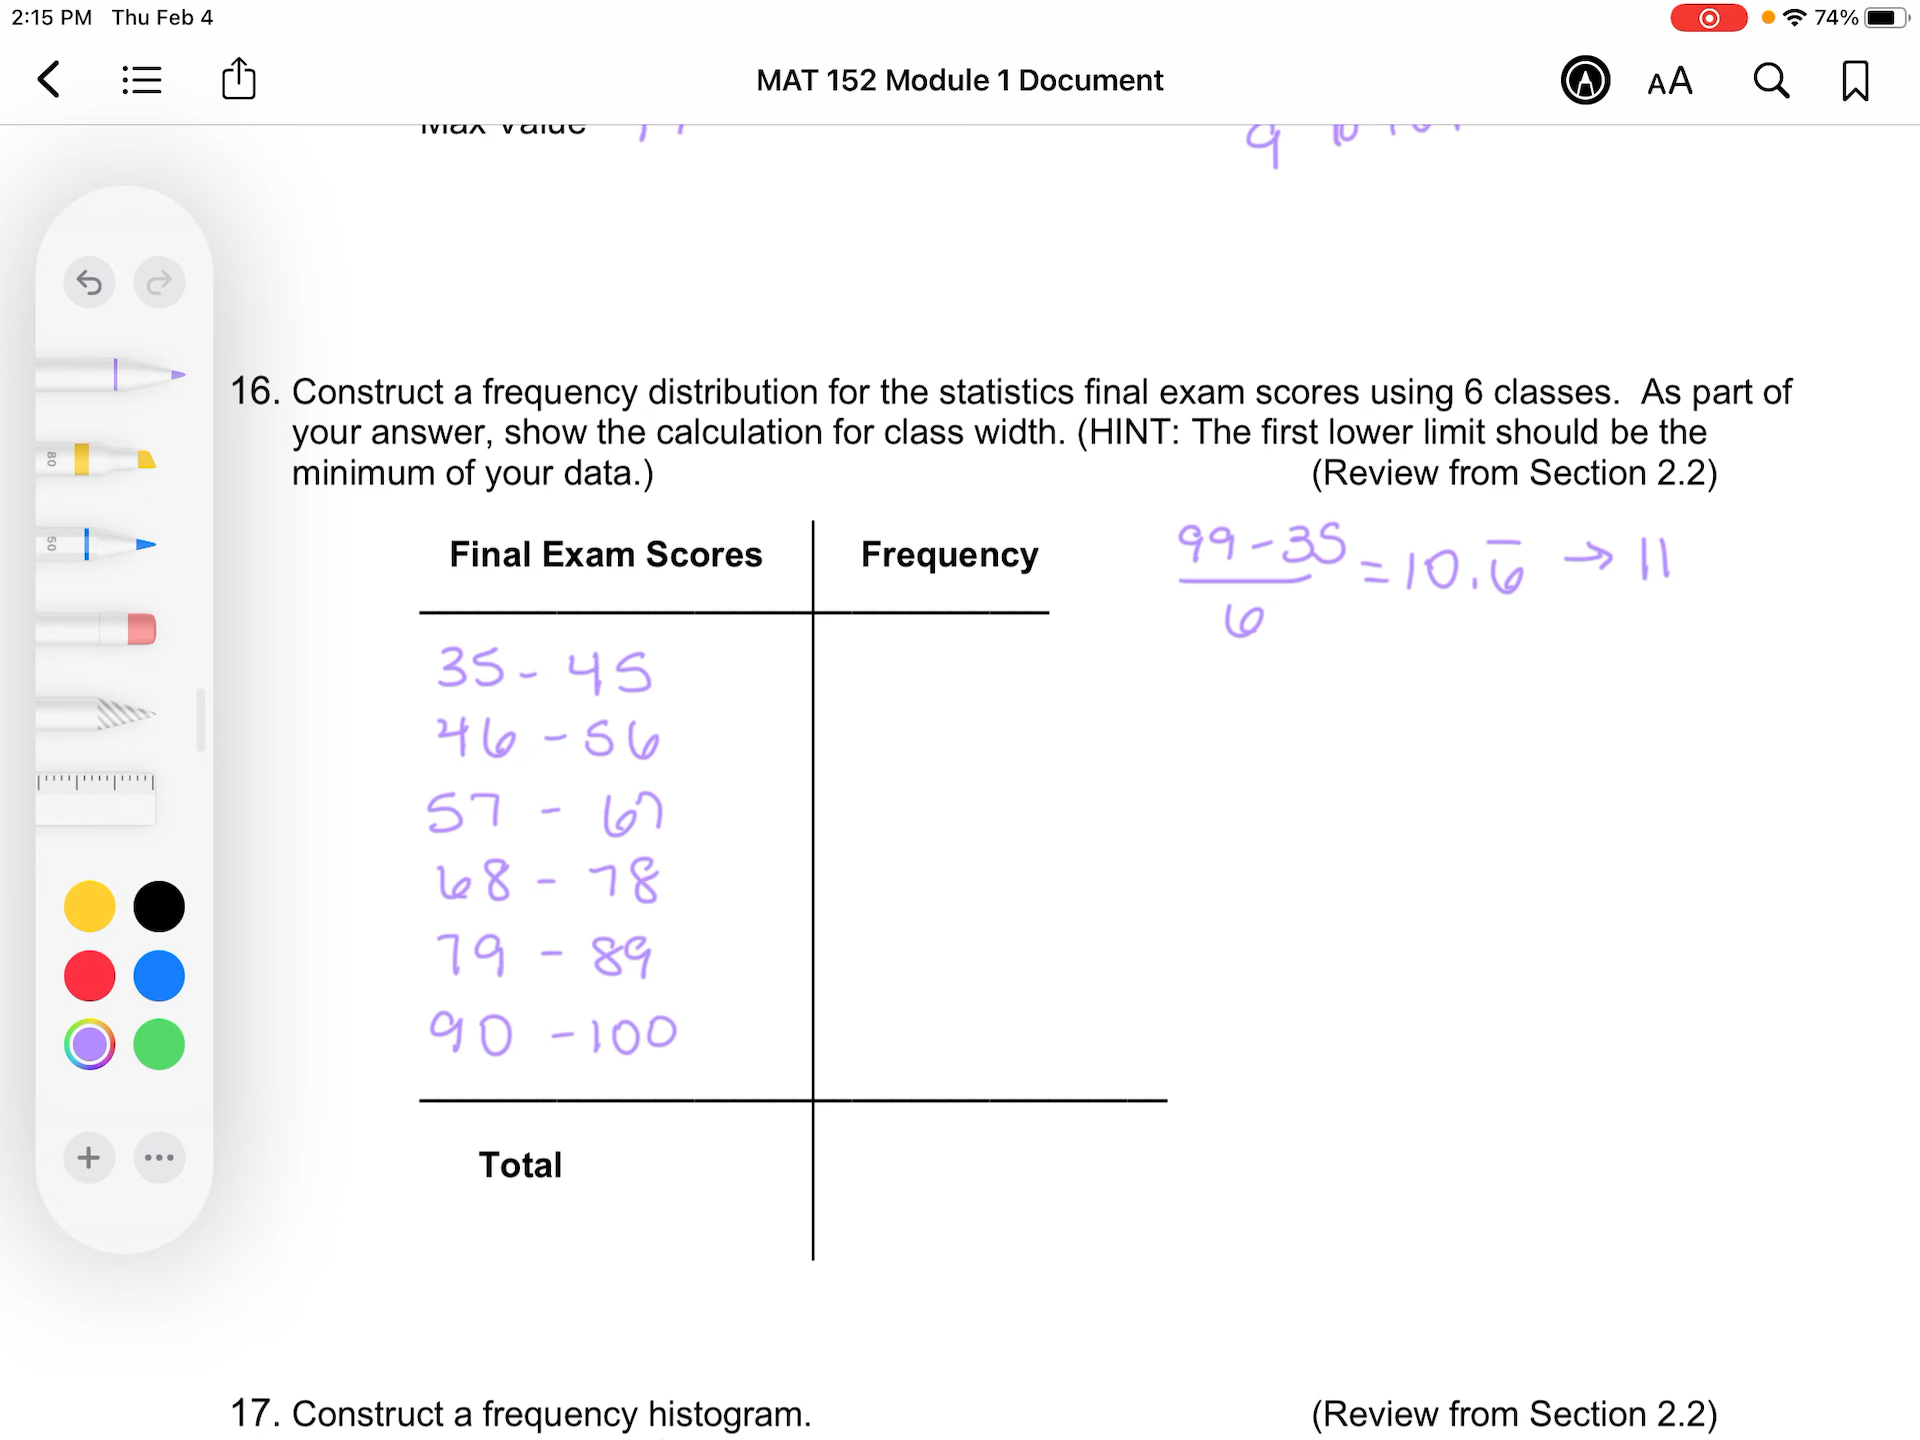 2:15 PM Thu Feb 4
74%
MAT 152 Module 1 Document
AA
Max Value
16. Construct a frequency distribution for the statistics final exam scores using 6 classes. As part of
your answer, show the calculation for class width. (HINT: The first lower limit should be the
minimum of your data.) (Review from Section 2.2)
Final Exam Scores Frequency
99 - 35
6
= 10.6̅ → 11
35 - 45
46 - 56
57 - 67
68 - 78
79 - 89
90 - 100
Total
80
50
17. Construct a frequency histogram. (Review from Section 2.2)